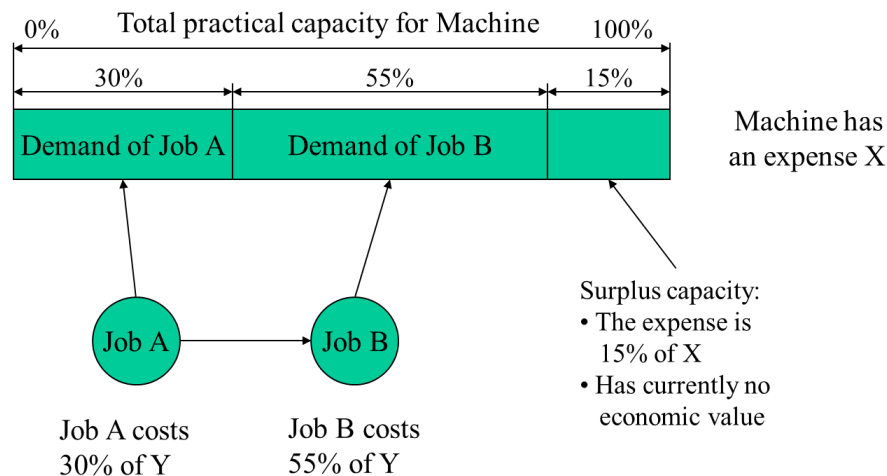 Total practical capacity for Machine
0%
100%
30%
55%
15%
Demand of Job A
Demand of Job B
Machine has
an expense X
Job A
Job B
Surplus capacity:
• The expense is
15% of X
• Has currently no
economic value
Job A costs
30% of Y
Job B costs
55% of Y